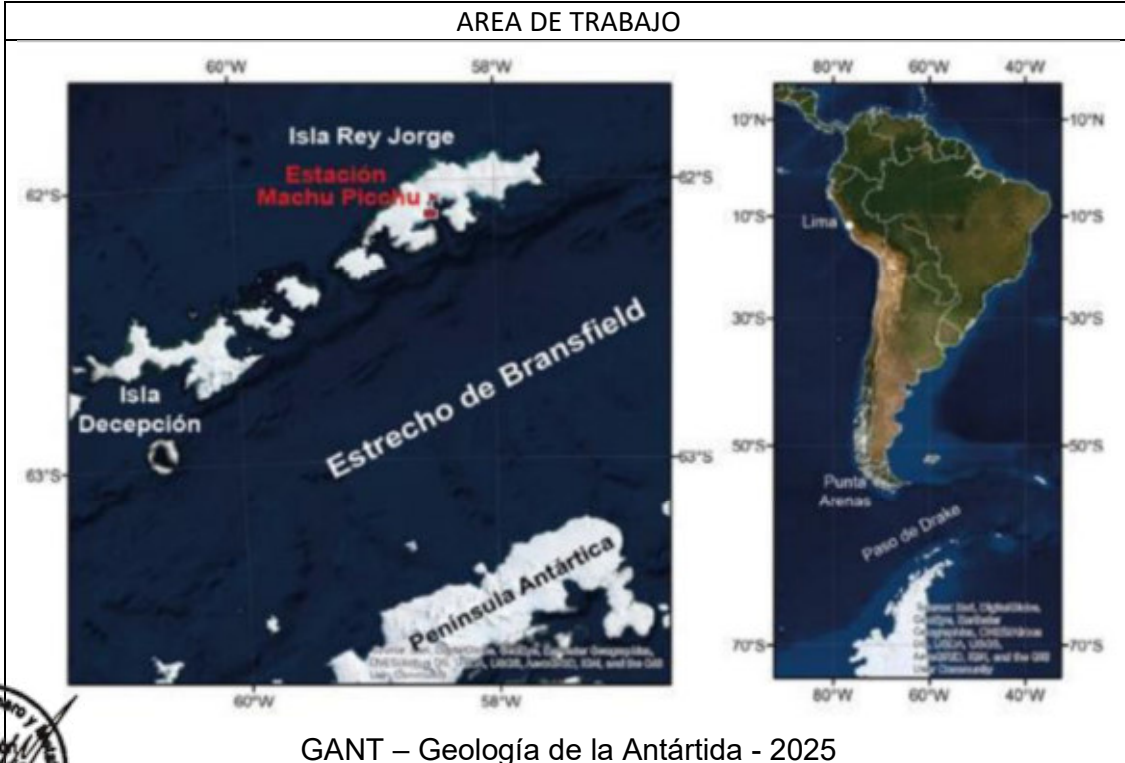 AREA DE TRABAJO
60°W 58°W
Isla Rey Jorge
Estación
Machu Picchu
62°S 62°S
Isla
Decepción
Estrecho de Bransfield
63°S 63°S
Península Antártica
60°W 58°W
80°W 60°W 40°W
10°N 10°N
10°S 10°S
Lima
30°S 30°S
50°S 50°S
Punta
Arenas
Paso de Drake
70°S 70°S
80°W 60°W 40°W
GANT – Geología de la Antártida - 2025